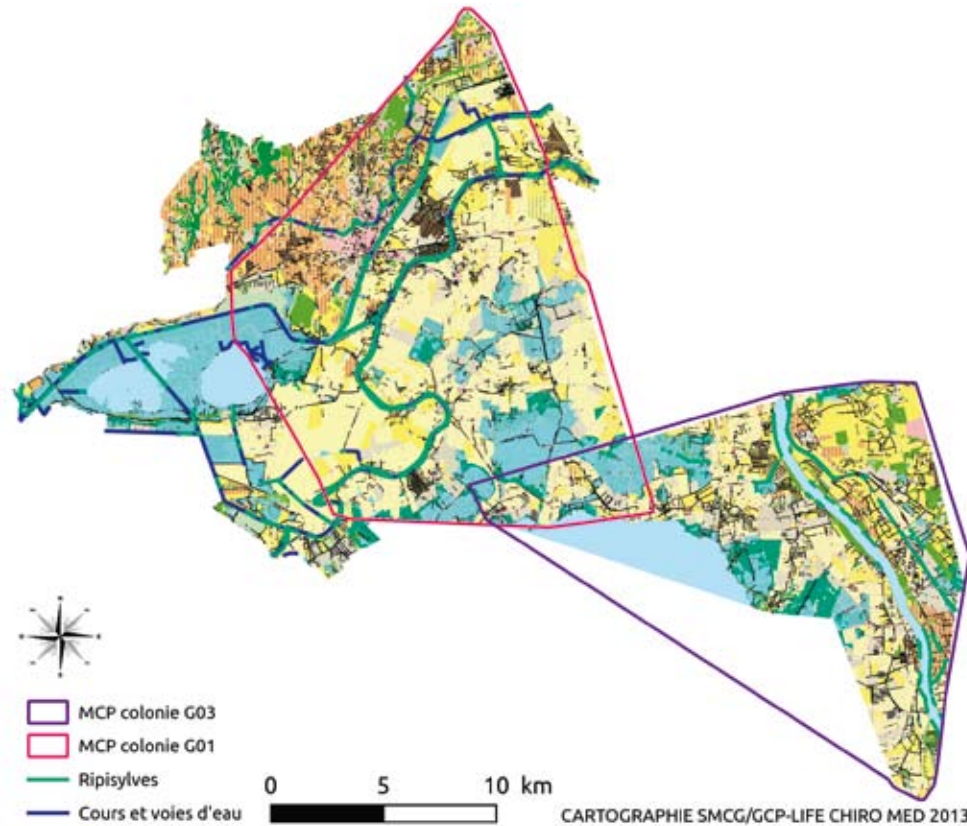 MCP colonie G03
MCP colonie G01
Ripisylves
Cours et voies d'eau
0 5 10 km
CARTOGRAPHIE SMCG/GCP-LIFE CHIRO MED 2013